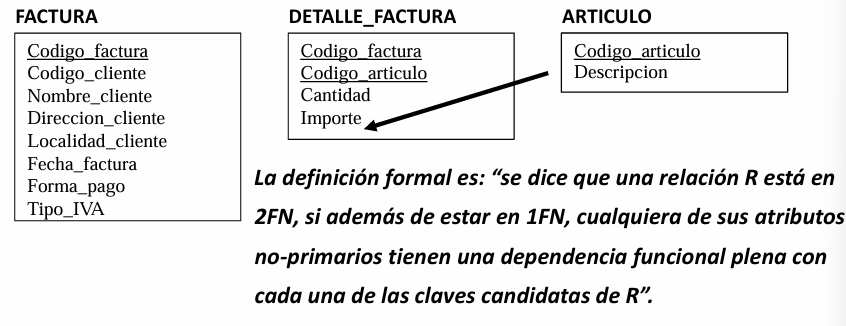 FACTURA
Codigo_factura
Codigo_cliente
Nombre_cliente
Direccion_cliente
Localidad_cliente
Fecha_factura
Forma_pago
Tipo_IVA
DETALLE_FACTURA
Codigo_factura
Codigo_articulo
Cantidad
Importe
ARTICULO
Codigo_articulo
Descripcion
La definición formal es: “se dice que una relación R está en
2FN, si además de estar en 1FN, cualquiera de sus atributos
no-primarios tienen una dependencia funcional plena con
cada una de las claves candidatas de R”.